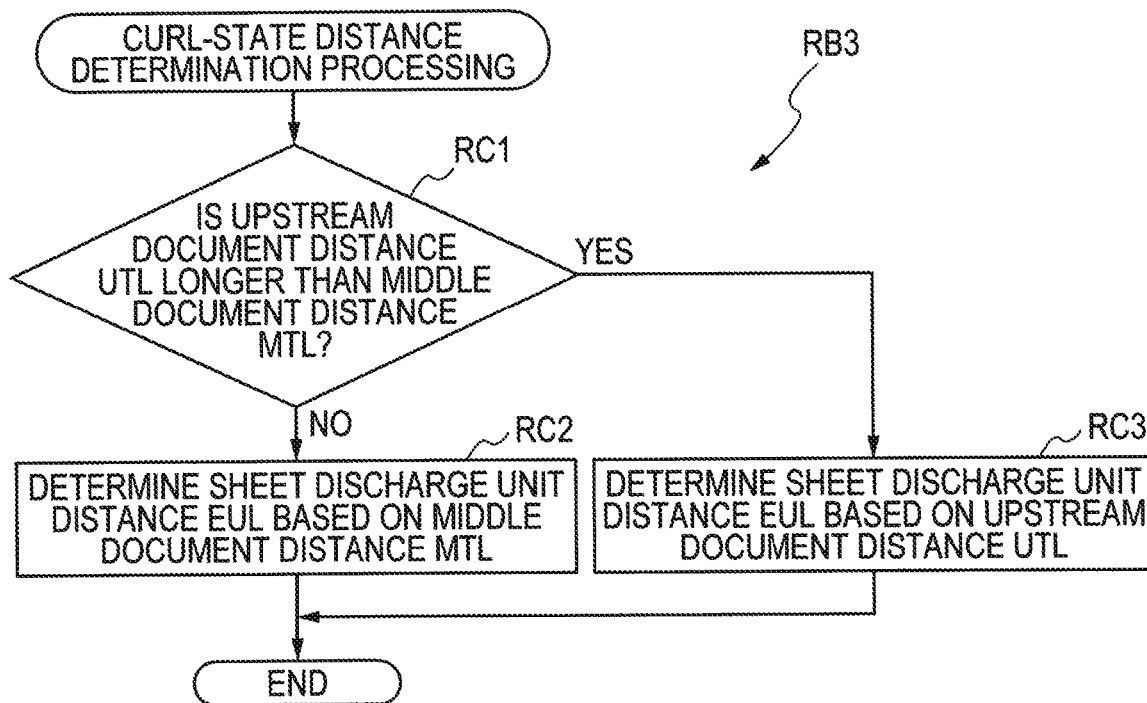 CURL-STATE DISTANCE
DETERMINATION PROCESSING
RB3
RC1
IS UPSTREAM
DOCUMENT DISTANCE
UTL LONGER THAN MIDDLE
DOCUMENT DISTANCE
MTL?
YES
NO
RC2
DETERMINE SHEET DISCHARGE UNIT
DISTANCE EUL BASED ON MIDDLE
DOCUMENT DISTANCE MTL
RC3
DETERMINE SHEET DISCHARGE UNIT
DISTANCE EUL BASED ON UPSTREAM
DOCUMENT DISTANCE UTL
END